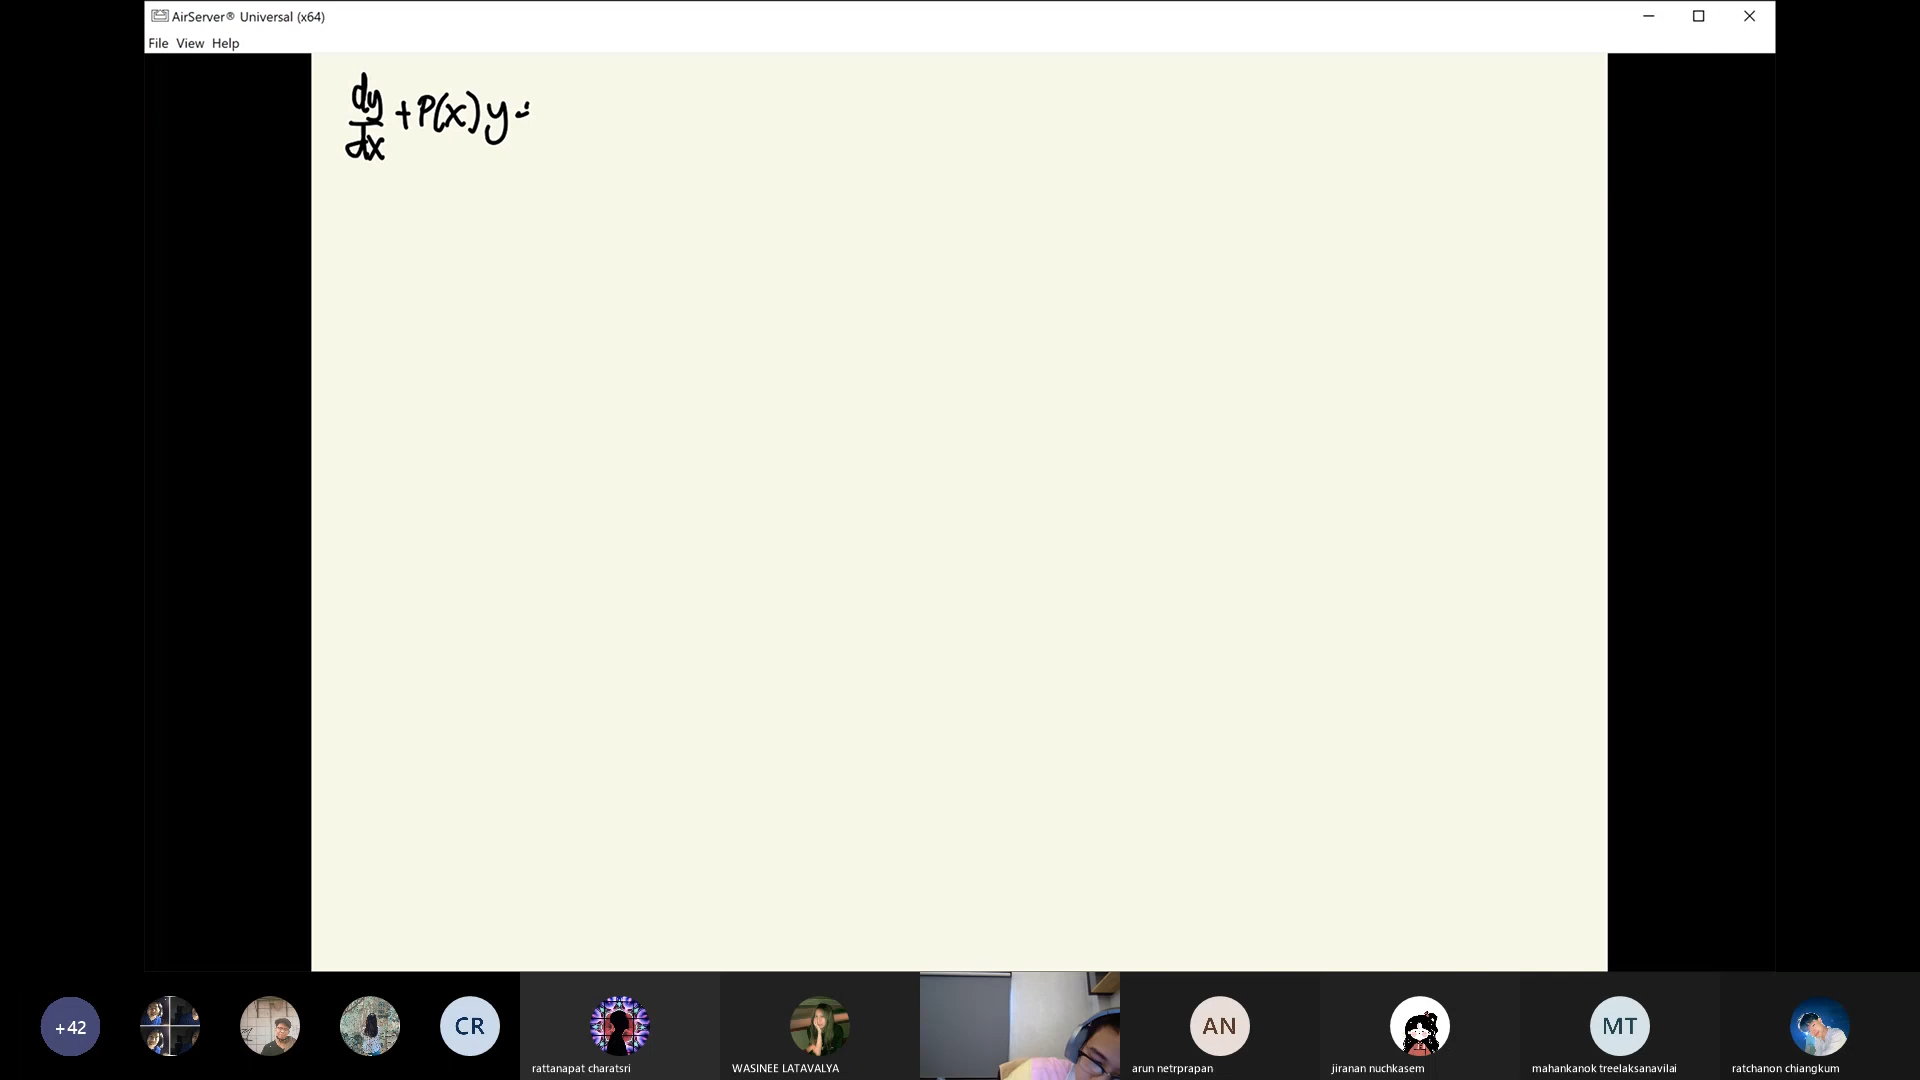 AirServer® Universal (x64)
File View Help
dy/dx + P(x) y =
+42
CR
rattanapat charatsri
WASINEE LATAVALYA
AN
arun netrprapan
jiranan nuchkasem
MT
mahankanok treelaksanavilai
ratchanon chiangkum